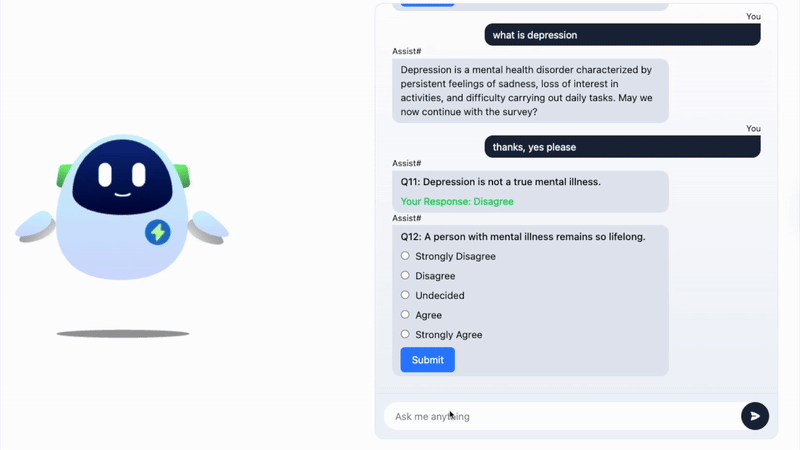 You
what is depression
Assist#
Depression is a mental health disorder characterized by
persistent feelings of sadness, loss of interest in
activities, and difficulty carrying out daily tasks. May we
now continue with the survey?
You
thanks, yes please
Assist#
Q11: Depression is not a true mental illness.
Your Response: Disagree
Assist#
Q12: A person with mental illness remains so lifelong.
Strongly Disagree
Disagree
Undecided
Agree
Strongly Agree
Submit
Ask me anything